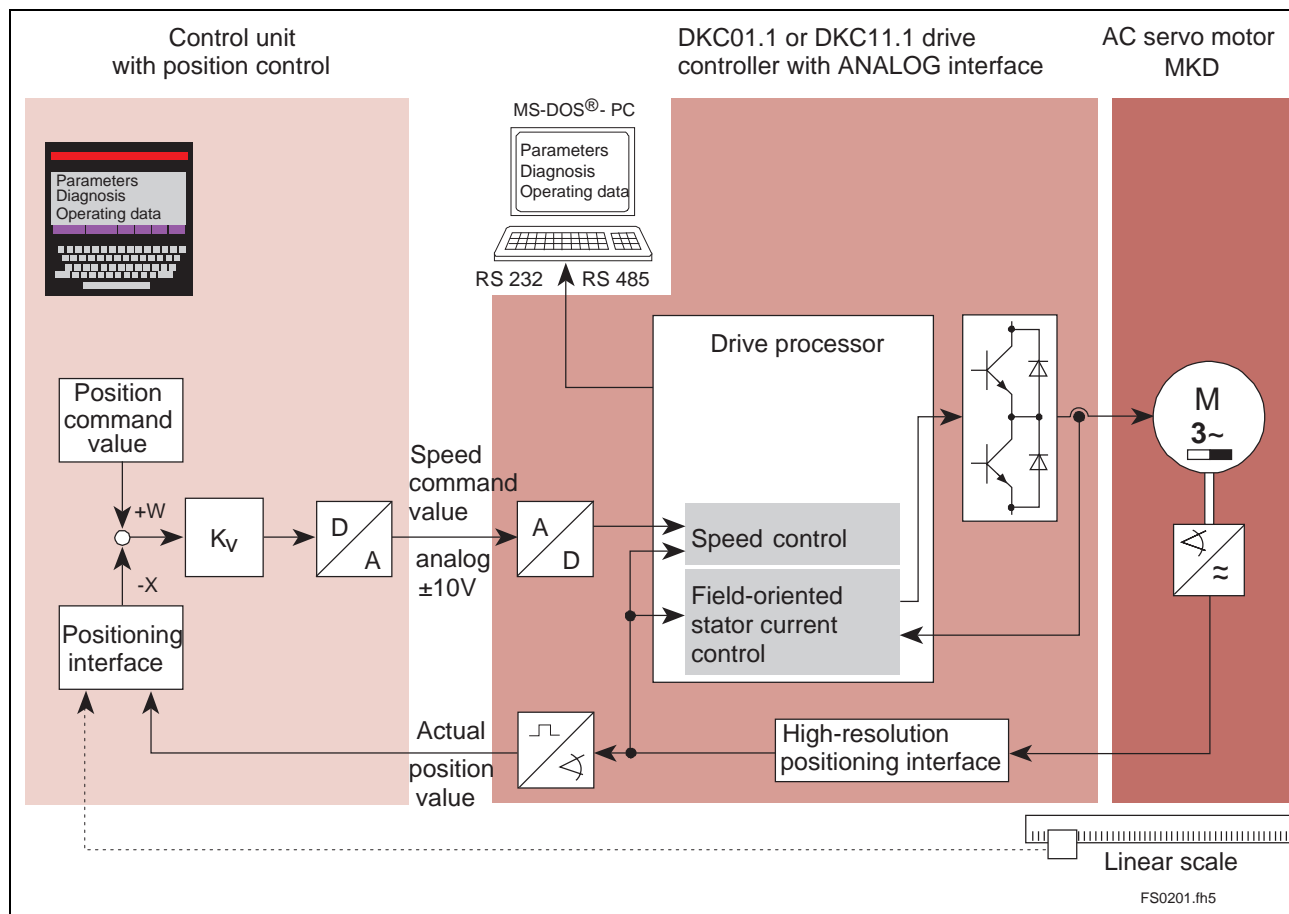 Control unit
with position control
DKC01.1 or DKC11.1 drive
controller with ANALOG interface
AC servo motor
MKD
MS-DOS®- PC
Parameters
Diagnosis
Operating data
Parameters
Diagnosis
Operating data
RS 232
RS 485
Drive processor
Position
command
value
M
3~
Speed
command
value
+W
KV
D
A
A
D
Speed control
analog
±10V
-X
Field-oriented
stator current
control
≈
Positioning
interface
Actual
position
value
High-resolution
positioning interface
Linear scale
FS0201.fh5